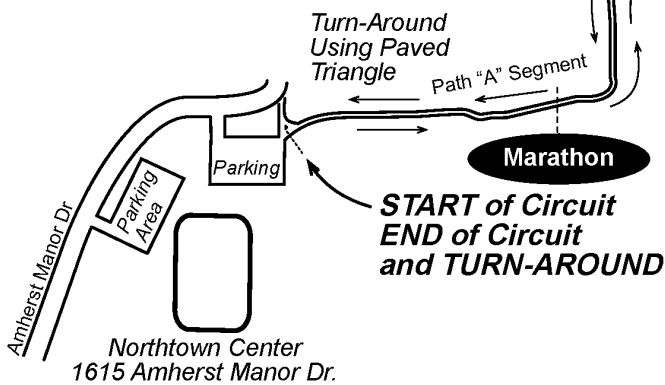 Turn-Around
Using Paved
Triangle
Path "A" Segment
Marathon
Parking
START of Circuit
END of Circuit
and TURN-AROUND
Parking
Area
Amherst Manor Dr
Northtown Center
1615 Amherst Manor Dr.